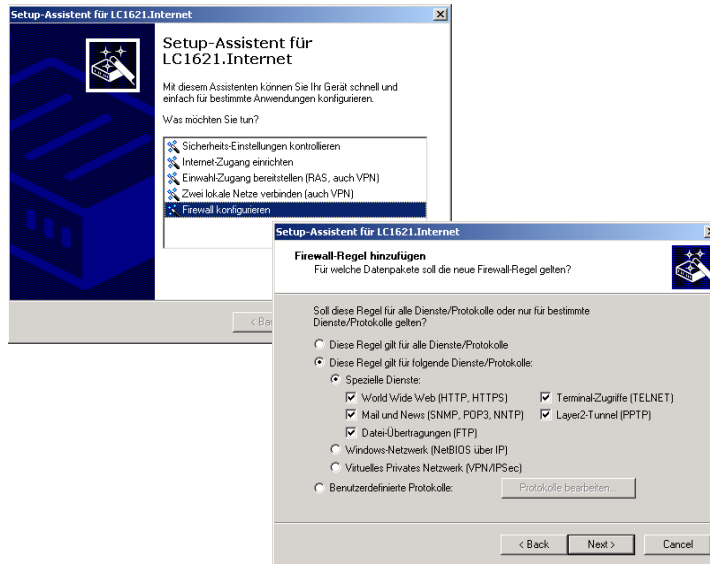 Setup-Assistent für LC1621.Internet
Setup-Assistent für
LC1621.Internet
Mit diesem Assistenten können Sie Ihr Gerät schnell und
einfach für bestimmte Anwendungen konfigurieren.
Was möchten Sie tun?
Sicherheits-Einstellungen kontrollieren
Internet-Zugang einrichten
Einwahl-Zugang bereitstellen (RAS, auch VPN)
Zwei lokale Netze verbinden (auch VPN)
Firewall konfigurieren
Setup-Assistent für LC1621.Internet
Firewall-Regel hinzufügen
Für welche Datenpakete soll die neue Firewall-Regel gelten?
Soll diese Regel für alle Dienste/Protokolle oder nur für bestimmte
Dienste/Protokolle gelten?
Diese Regel gilt für alle Dienste/Protokolle
Diese Regel gilt für folgende Dienste/Protokolle:
Spezielle Dienste:
World Wide Web (HTTP, HTTPS) Terminal-Zugriffe (TELNET)
Mail und News (SNMP, POP3, NNTP) Layer2-Tunnel (PPTP)
Datei-Übertragungen (FTP)
Windows-Netzwerk (NetBIOS über IP)
Virtuelles Privates Netzwerk (VPN/IPSec)
Benutzerdefinierte Protokolle: Protokolle bearbeiten...
< Back Next > Cancel